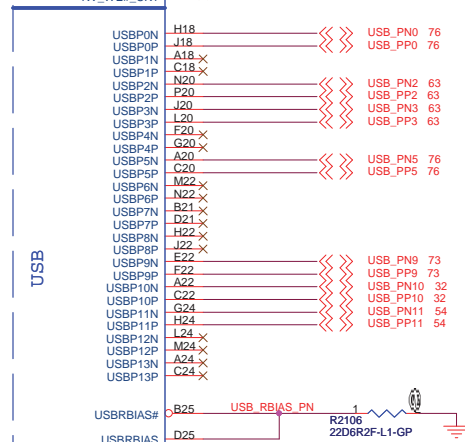 USBP0N H18 USB_PN0 76
USBP0P J18 USB_PP0 76
USBP1N A18
USBP1P C18
USBP2N N20 USB_PN2 63
USBP2P P20 USB_PP2 63
USBP3N J20 USB_PN3 63
USBP3P L20 USB_PP3 63
USBP4N F20
USBP4P G20
USBP5N A20 USB_PN5 76
USBP5P C20 USB_PP5 76
USBP6N M22
USBP6P N22
USBP7N B21
USBP7P D21
USBP8N H22
USBP8P J22
USBP9N E22 USB_PN9 73
USBP9P F22 USB_PP9 73
USBP10N A22 USB_PN10 32
USBP10P C22 USB_PP10 32
USBP11N G24 USB_PN11 54
USBP11P H24 USB_PP11 54
USBP12N L24
USBP12P M24
USBP13N A24
USBP13P C24
USB
USBRBIAS# B25 USB_RBIAS_PN 1
R2106
22D6R2F-L1-GP
USBRBIAS D25